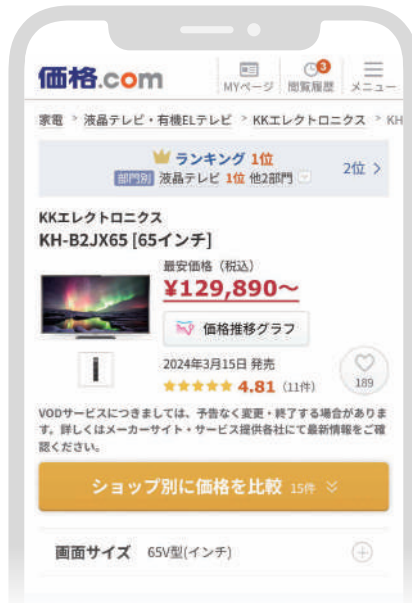 価格.com
MYページ
3
閲覧履歴
メニュー
家電 > 液晶テレビ・有機ELテレビ > KKエレクトロニクス > KH
ランキング 1位
部門別 液晶テレビ 1位 他2部門
2位 >
KKエレクトロニクス
KH-B2JX65 [65インチ]
最安価格（税込）
¥129,890～
価格推移グラフ
2024年3月15日 発売
★★★★★ 4.81 (11件)
189
VODサービスにつきましては、予告なく変更・終了する場合がありま
す。詳しくはメーカーサイト・サービス提供各社にて最新情報をご確
認ください。
ショップ別に価格を比較 15件
画面サイズ 65V型(インチ)